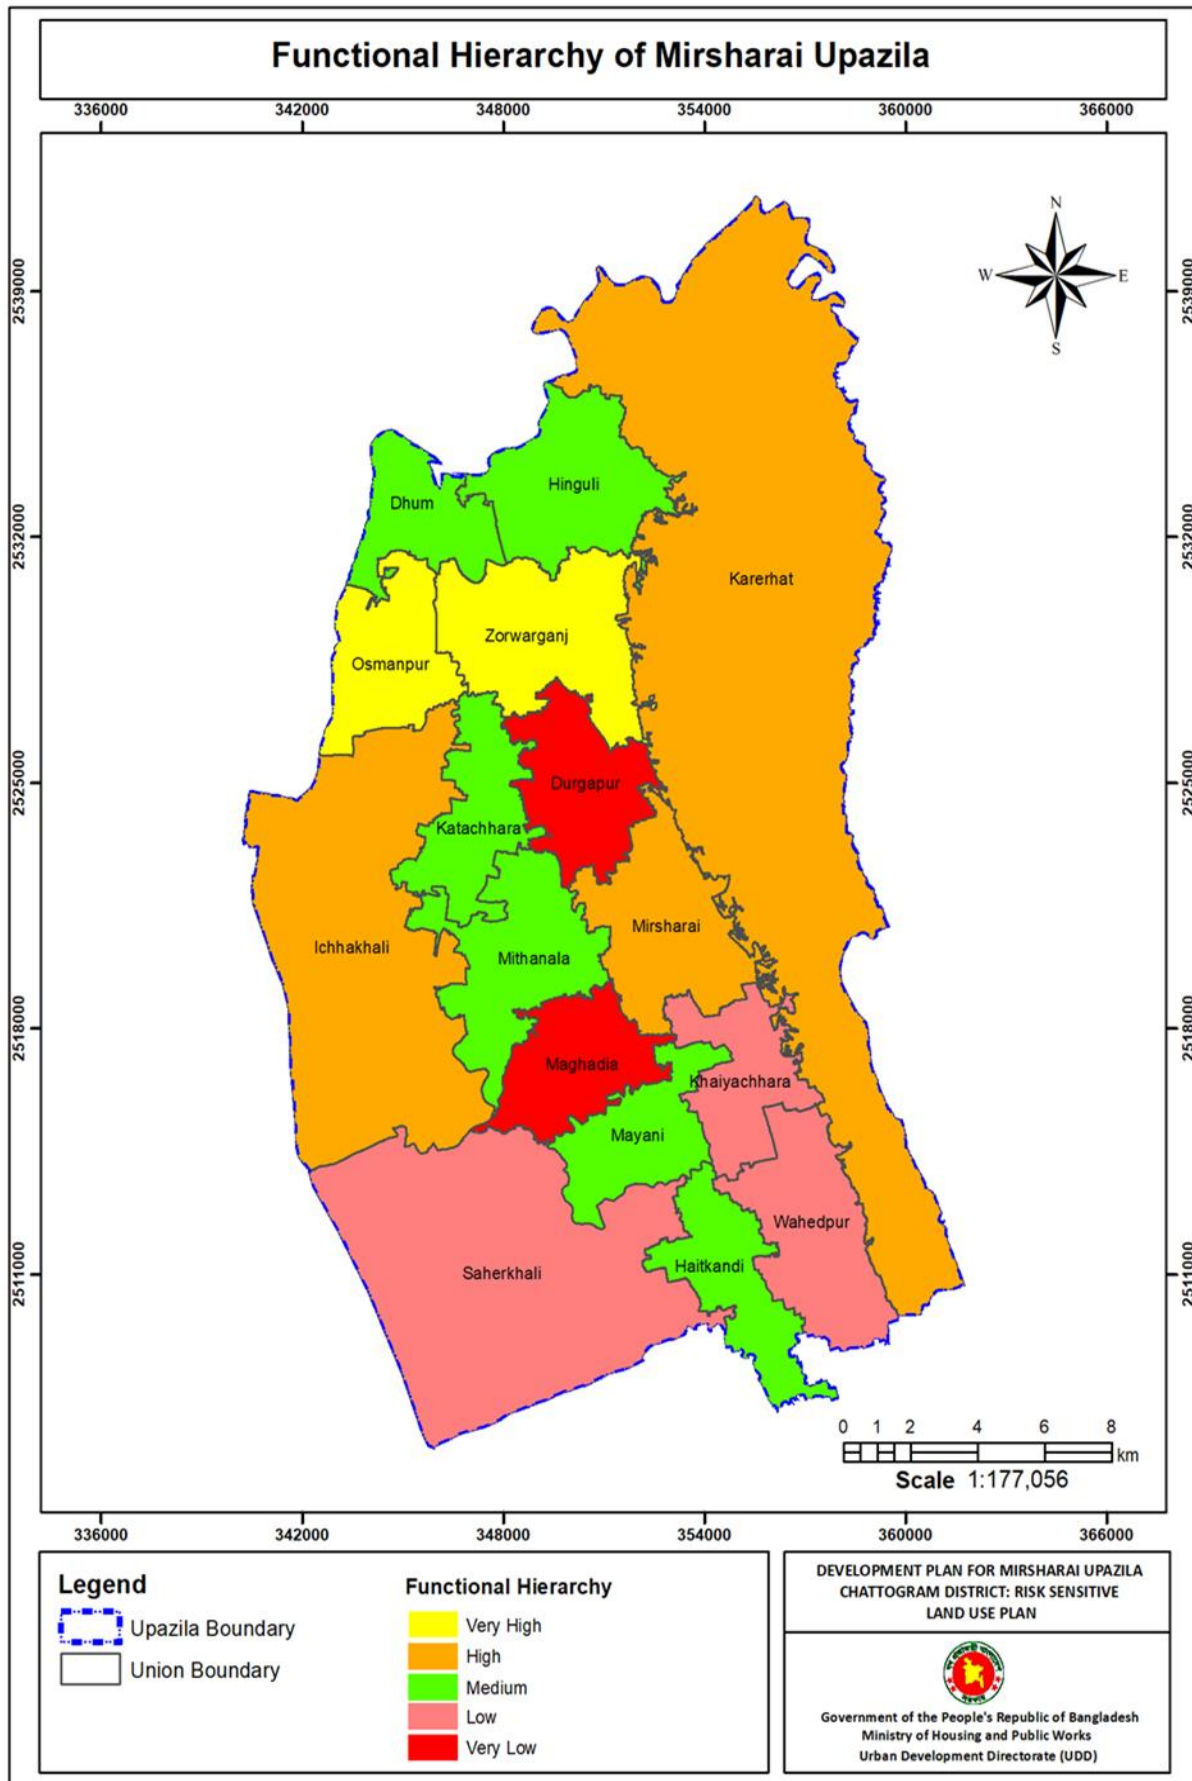 Functional Hierarchy of Mirsharai Upazila
336000 342000 348000 354000 360000 366000
N
W E
S
2539000 2539000
Hinguli
Dhum
2532000 2532000
Karerhat
Zorwarganj
Osmanpur
2525000 2525000
Durgapur
Katachhara
Mirsharai
Ichhakhali
Mithanala
2518000 2518000
Maghadia
Khaiyachhara
Mayani
Wahedpur
Haitkandi
Saherkhali
2511000 2511000
0 1 2 4 6 8
km
Scale 1:177,056
336000 342000 348000 354000 360000 366000
Legend
Upazila Boundary
Union Boundary
Functional Hierarchy
Very High
High
Medium
Low
Very Low
DEVELOPMENT PLAN FOR MIRSHARAI UPAZILA
CHATTOGRAM DISTRICT: RISK SENSITIVE
LAND USE PLAN
Government of the People's Republic of Bangladesh
Ministry of Housing and Public Works
Urban Development Directorate (UDD)